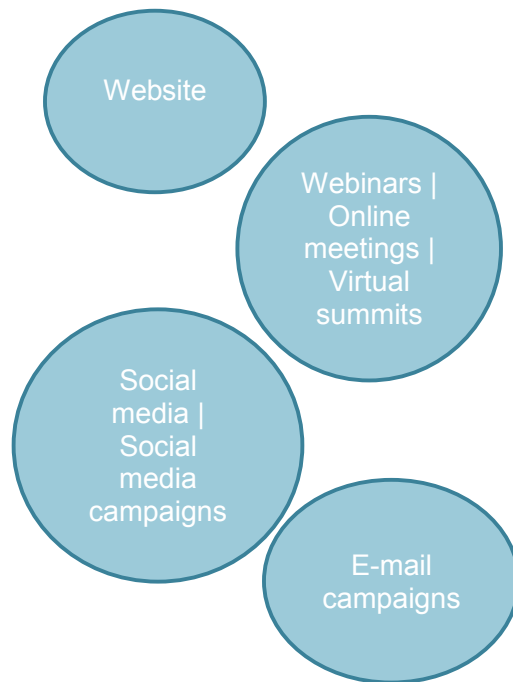 Website
Webinars |
Online
meetings |
Virtual
summits
Social
media |
Social
media
campaigns
E-mail
campaigns